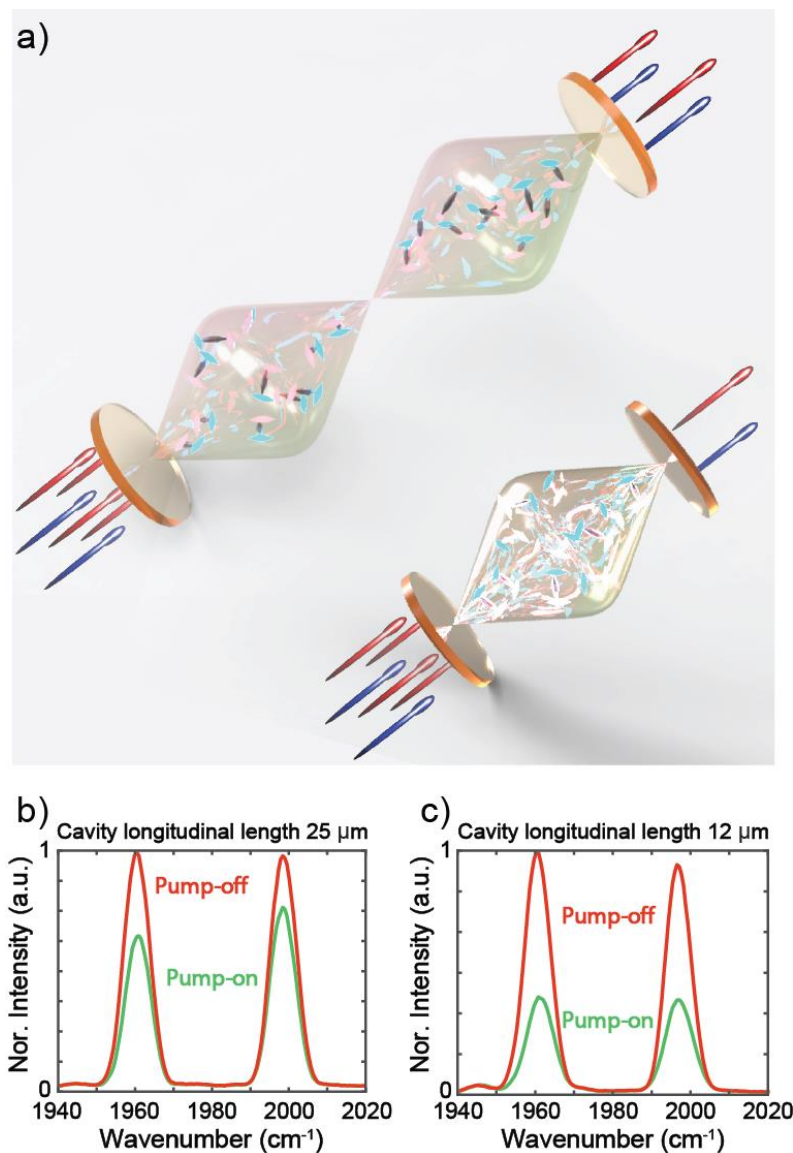 a)
b)
Cavity longitudinal length 25 μm
Nor. Intensity (a.u.)
1
0
Pump-off
Pump-on
1940 1960 1980 2000 2020
Wavenumber (cm⁻¹)
c)
Cavity longitudinal length 12 μm
Nor. Intensity (a.u.)
1
0
Pump-off
Pump-on
1940 1960 1980 2000 2020
Wavenumber (cm⁻¹)